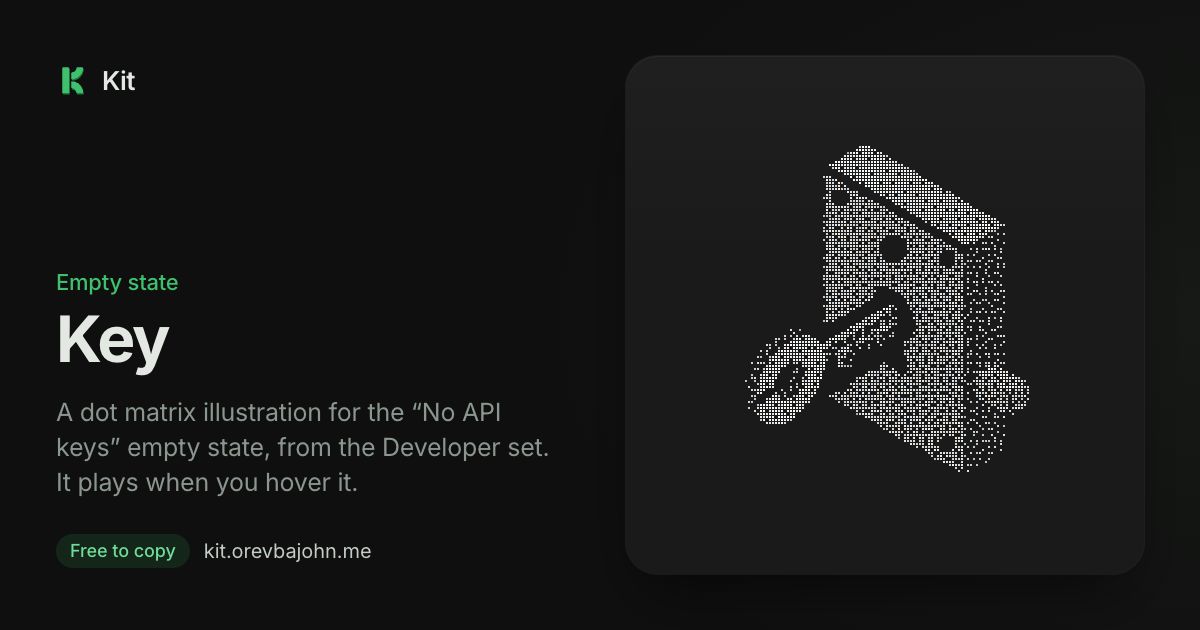 Kit
Empty state
Key
A dot matrix illustration for the “No API
keys” empty state, from the Developer set.
It plays when you hover it.
Free to copy
kit.orevbajohn.me